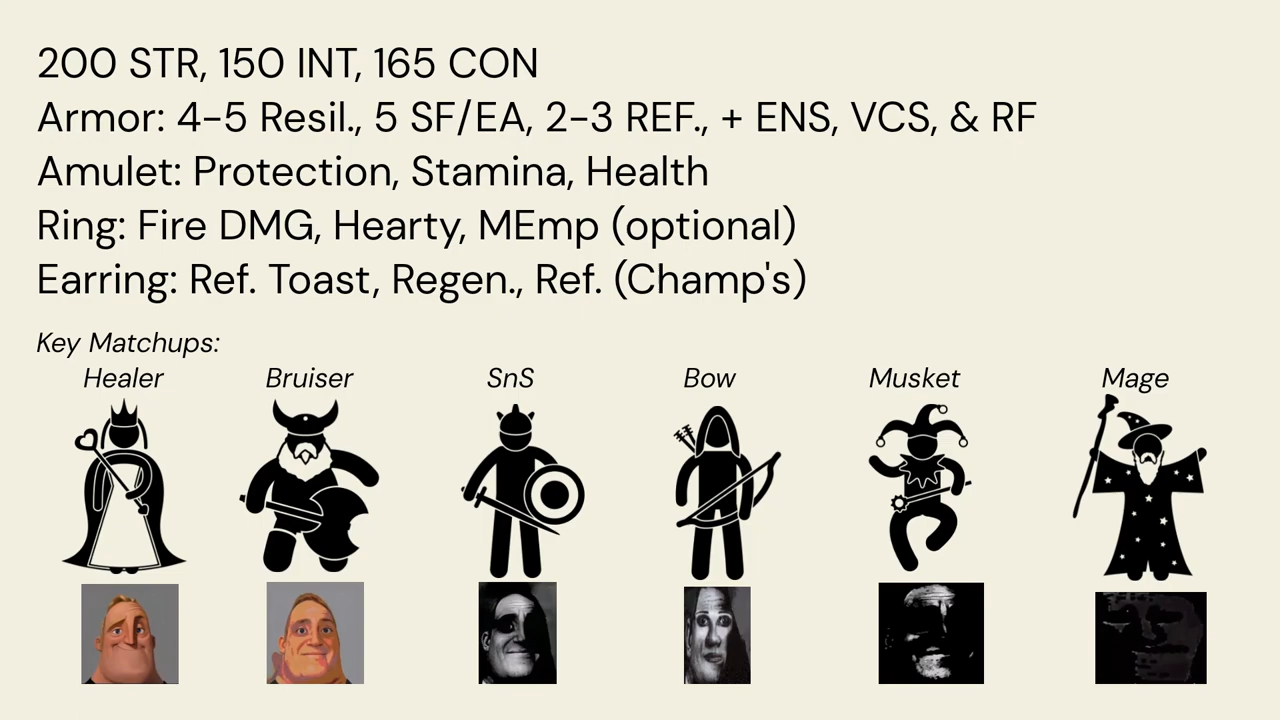 200 STR, 150 INT, 165 CON
Armor: 4-5 Resil., 5 SF/EA, 2-3 REF., + ENS, VCS, & RF
Amulet: Protection, Stamina, Health
Ring: Fire DMG, Hearty, MEmp (optional)
Earring: Ref. Toast, Regen., Ref. (Champ's)
Key Matchups:
Healer Bruiser SnS Bow Musket Mage